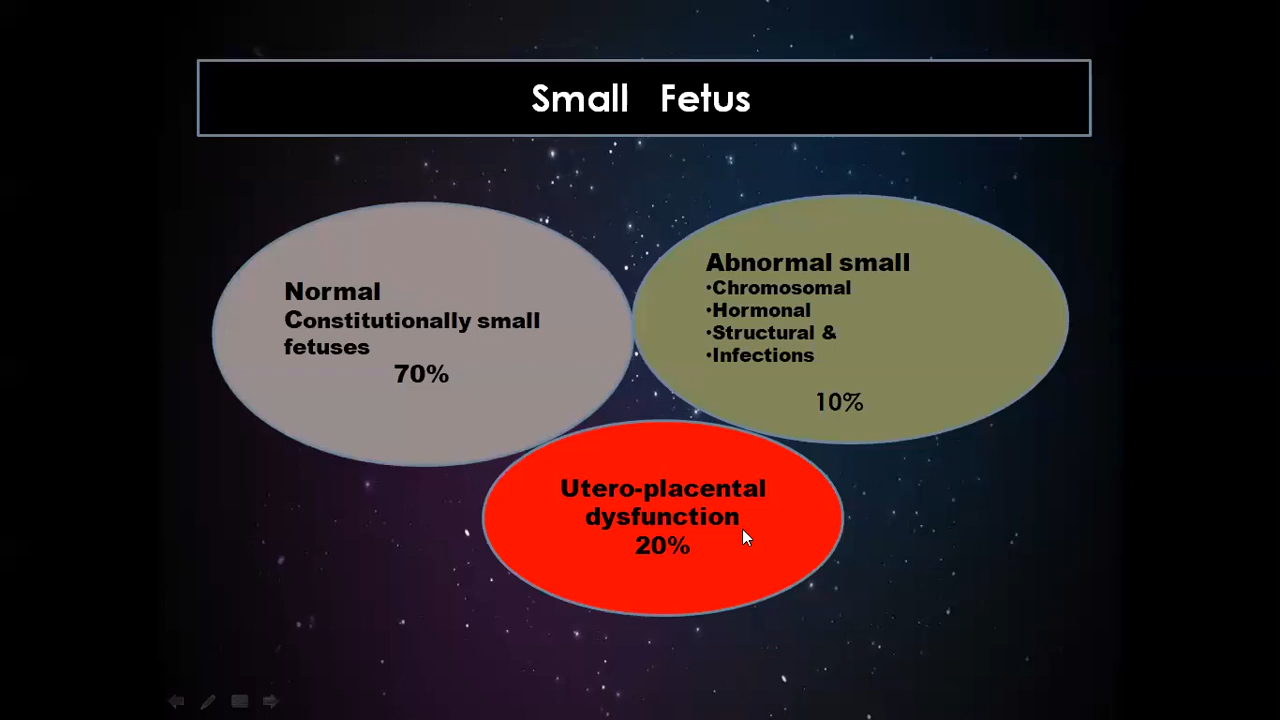 Small Fetus
Normal
Constitutionally small
fetuses
70%
Abnormal small
•Chromosomal
•Hormonal
•Structural &
•Infections
10%
Utero-placental
dysfunction
20%